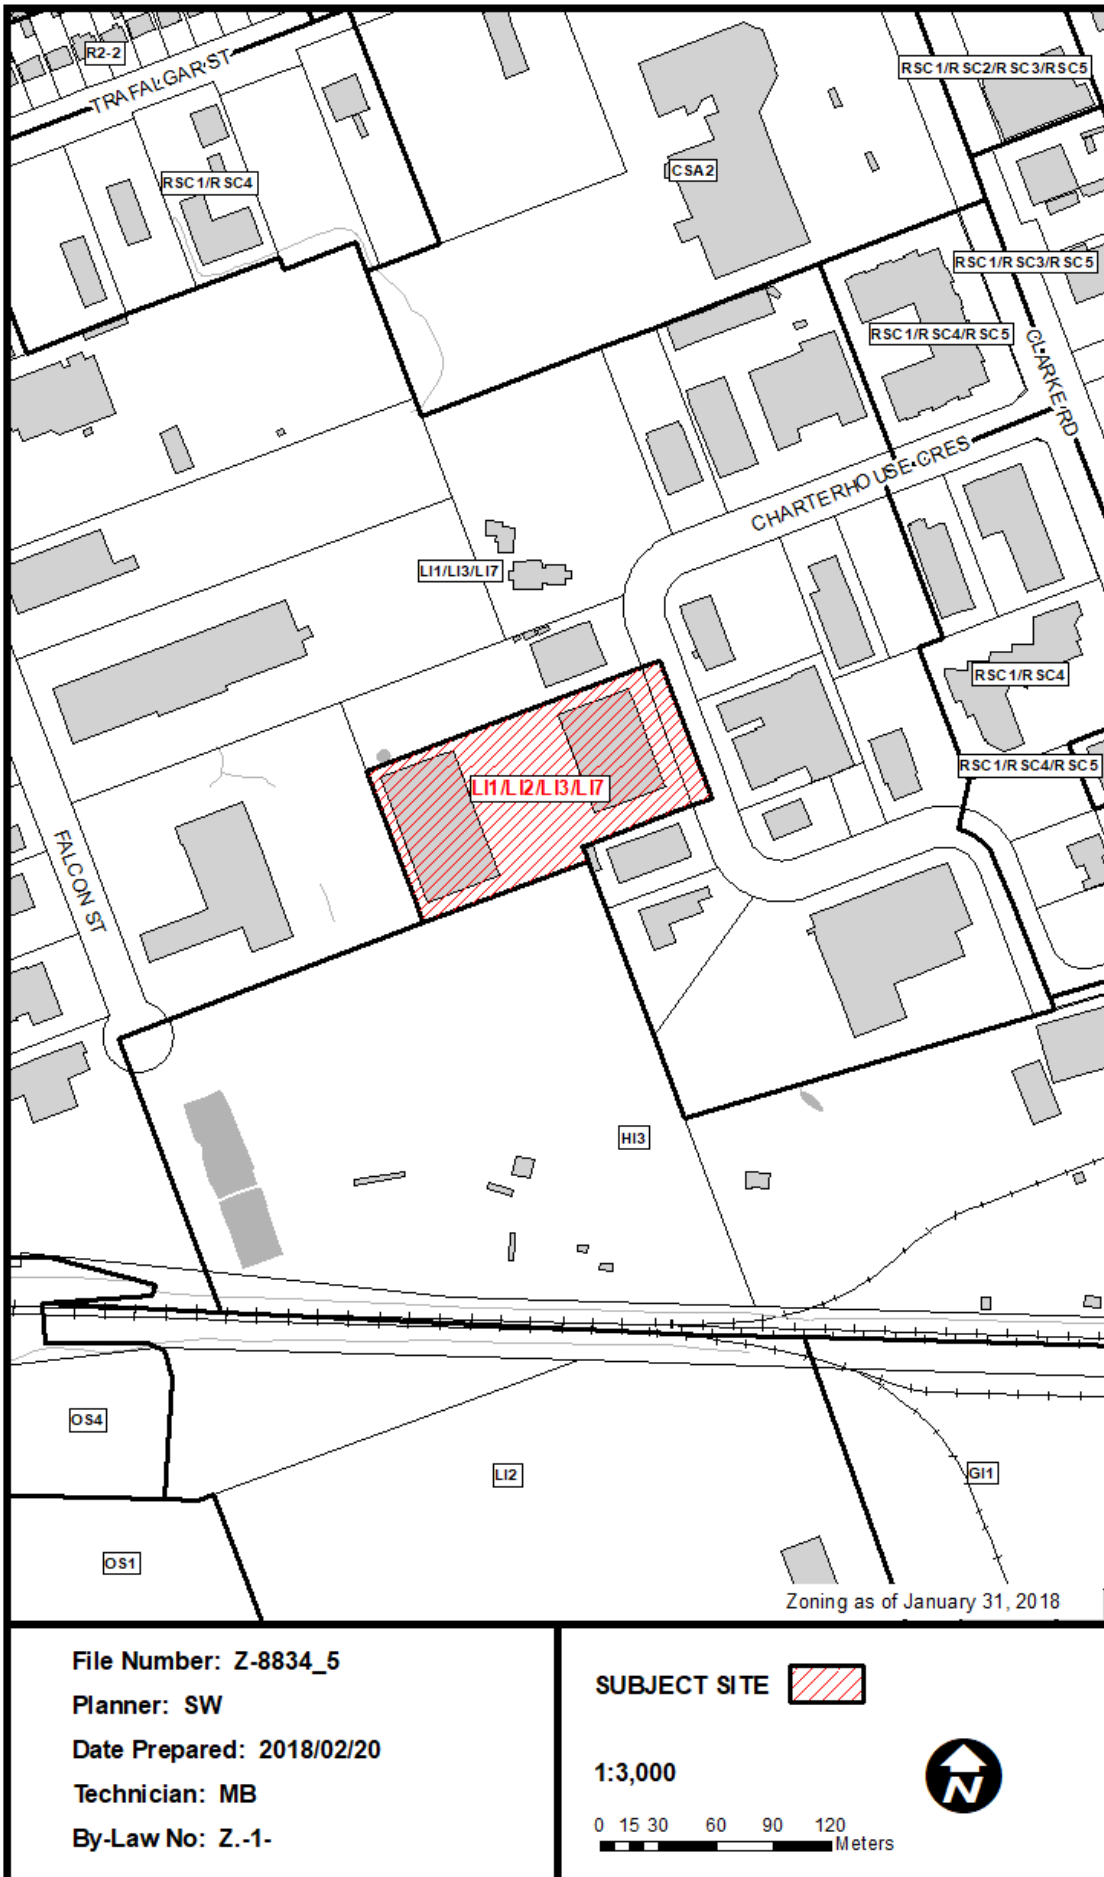 R2-2
TRAFALGAR ST
RSC1/RSC2/RSC3/RSC5
RSC1/RSC4
CSA2
RSC1/RSC3/RSC5
RSC1/RSC4/RSC5
CLARKE RD
CHARTERHOUSE CRES
LI1/LI3/LI7
RSC1/RSC4
RSC1/RSC4/RSC5
LI1/LI2/LI3/LI7
FALCON ST
HI3
OS4
LI2
GI1
OS1
Zoning as of January 31, 2018
File Number: Z-8834_5
Planner: SW
Date Prepared: 2018/02/20
Technician: MB
By-Law No: Z.-1-
SUBJECT SITE
1:3,000
N
0 15 30 60 90 120
Meters